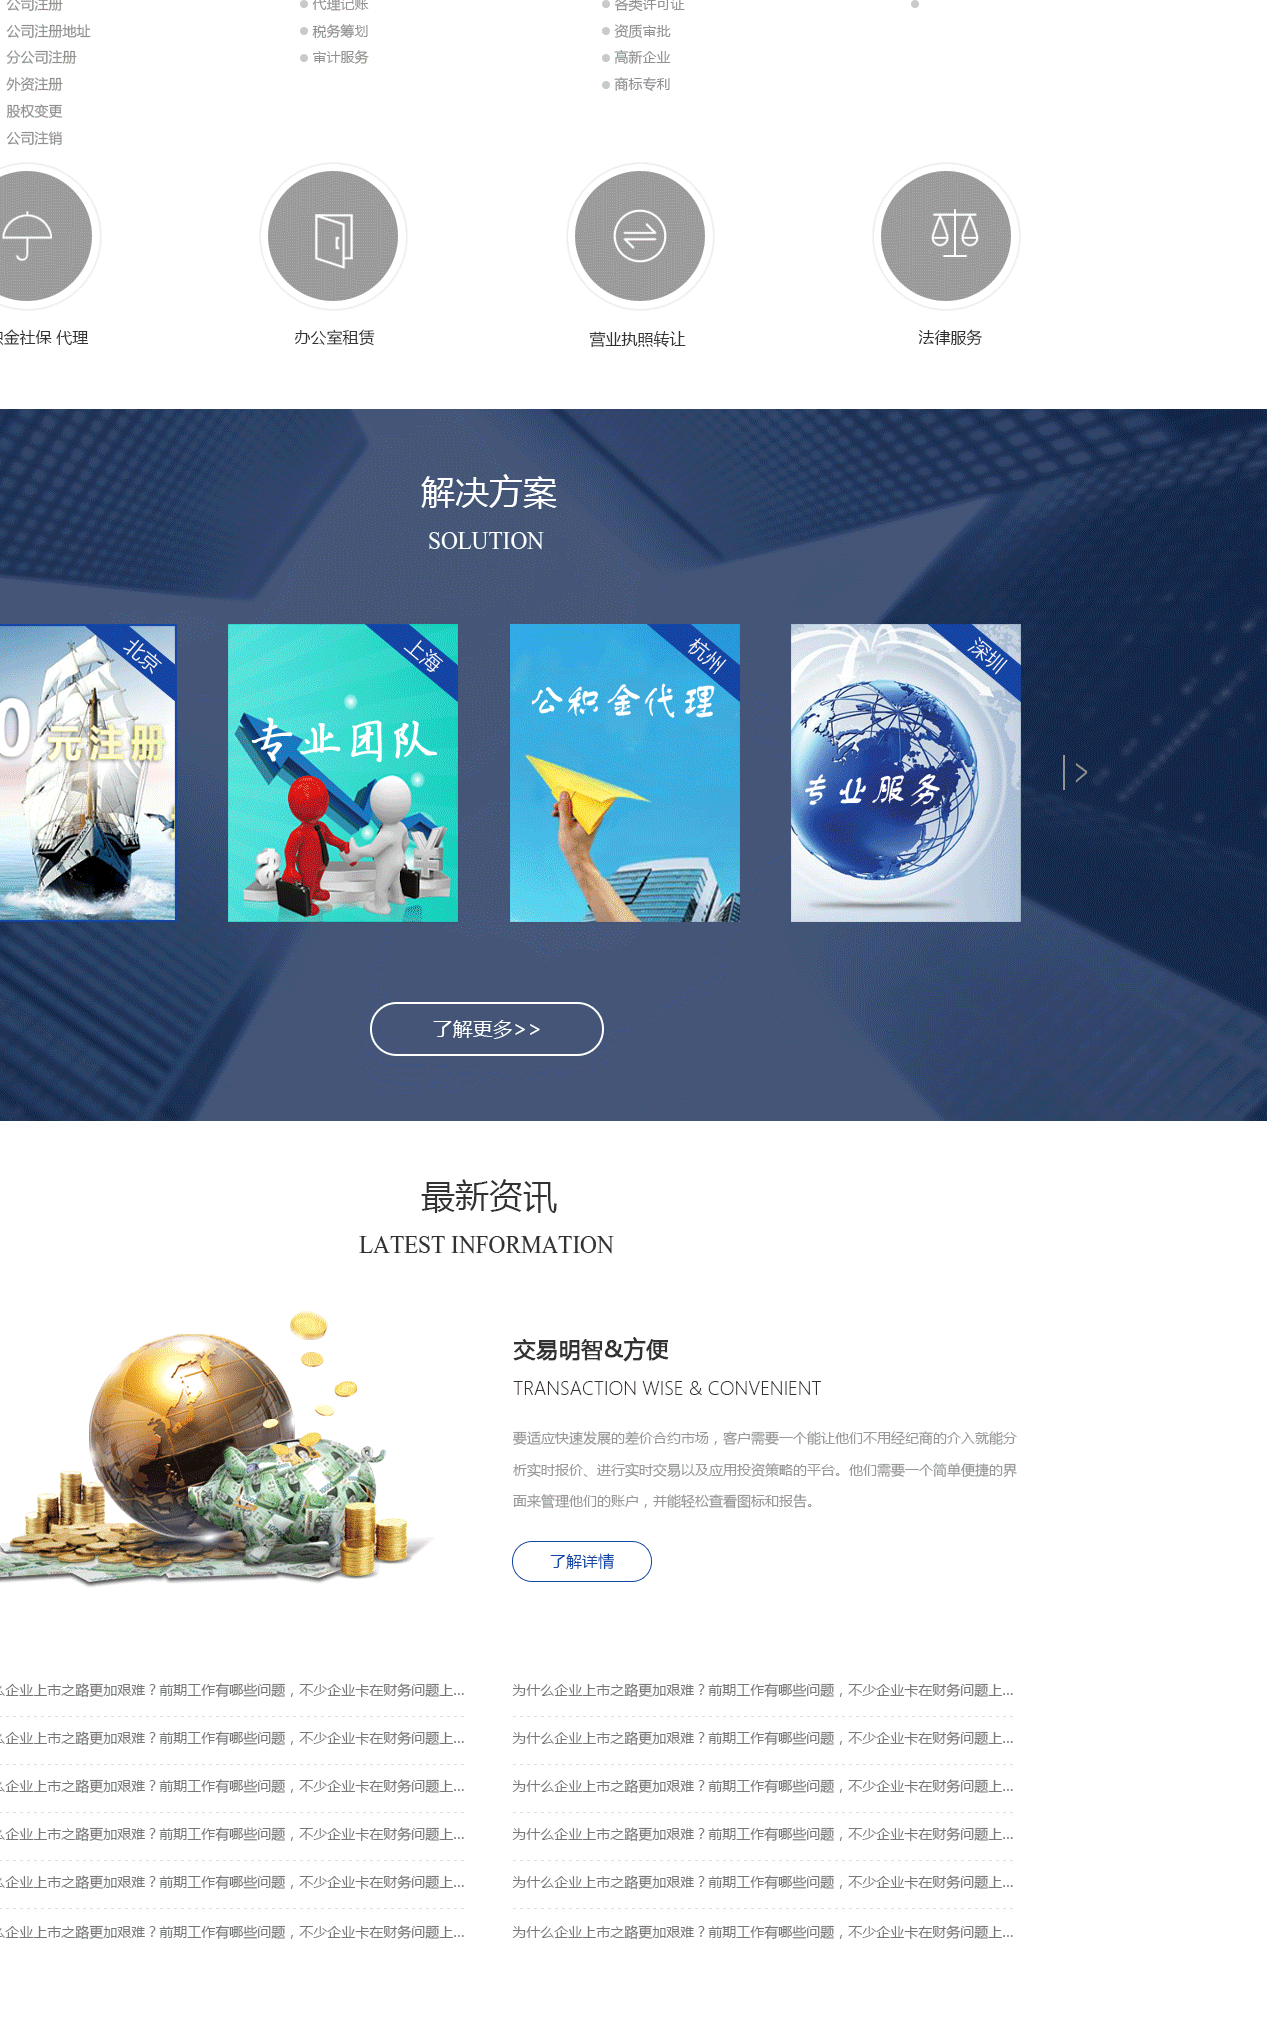 公司注册
代理记账
各类许可证
公司注册地址
税务筹划
资质审批
分公司注册
审计服务
高新企业
外资注册
商标专利
股权变更
公司注销
金社保 代理
办公室租赁
营业执照转让
法律服务
解决方案
SOLUTION
北京
上海
杭州
深圳
0元注册
专业团队
公积金代理
专业服务
>
了解更多>>
最新资讯
LATEST INFORMATION
交易明智&方便
TRANSACTION WISE & CONVENIENT
要适应快速发展的差价合约市场，客户需要一个能让他们不用经纪商的介入就能分
析实时报价、进行实时交易以及应用投资策略的平台。他们需要一个简单便捷的界
面来管理他们的账户，并能轻松查看图标和报告。
了解详情
企业上市之路更加艰难？前期工作有哪些问题，不少企业卡在财务问题上...
为什么企业上市之路更加艰难？前期工作有哪些问题，不少企业卡在财务问题上...
企业上市之路更加艰难？前期工作有哪些问题，不少企业卡在财务问题上...
为什么企业上市之路更加艰难？前期工作有哪些问题，不少企业卡在财务问题上...
企业上市之路更加艰难？前期工作有哪些问题，不少企业卡在财务问题上...
为什么企业上市之路更加艰难？前期工作有哪些问题，不少企业卡在财务问题上...
企业上市之路更加艰难？前期工作有哪些问题，不少企业卡在财务问题上...
为什么企业上市之路更加艰难？前期工作有哪些问题，不少企业卡在财务问题上...
企业上市之路更加艰难？前期工作有哪些问题，不少企业卡在财务问题上...
为什么企业上市之路更加艰难？前期工作有哪些问题，不少企业卡在财务问题上...
企业上市之路更加艰难？前期工作有哪些问题，不少企业卡在财务问题上...
为什么企业上市之路更加艰难？前期工作有哪些问题，不少企业卡在财务问题上...